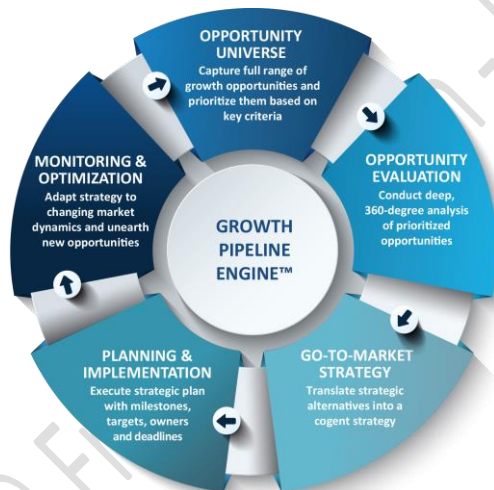 OPPORTUNITY
UNIVERSE
Capture full range of
growth opportunities and
prioritize them based on
key criteria
OPPORTUNITY
EVALUATION
Conduct deep,
360-degree analysis
of prioritized
opportunities
GO-TO-MARKET
STRATEGY
Translate strategic
alternatives into a
cogent strategy
PLANNING &
IMPLEMENTATION
Execute strategic plan
with milestones,
targets, owners
and deadlines
MONITORING &
OPTIMIZATION
Adapt strategy to
changing market
dynamics and unearth
new opportunities
GROWTH
PIPELINE
ENGINE™